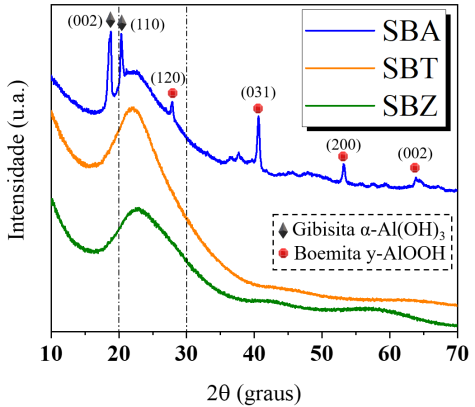 (002) (110)
(120)
(031)
(200)
(002)
SBA
SBT
SBZ
Gibisita α-Al(OH)₃
Boemita y-AlOOH
Intensidade (u.a.)
10 20 30 40 50 60 70
2θ (graus)